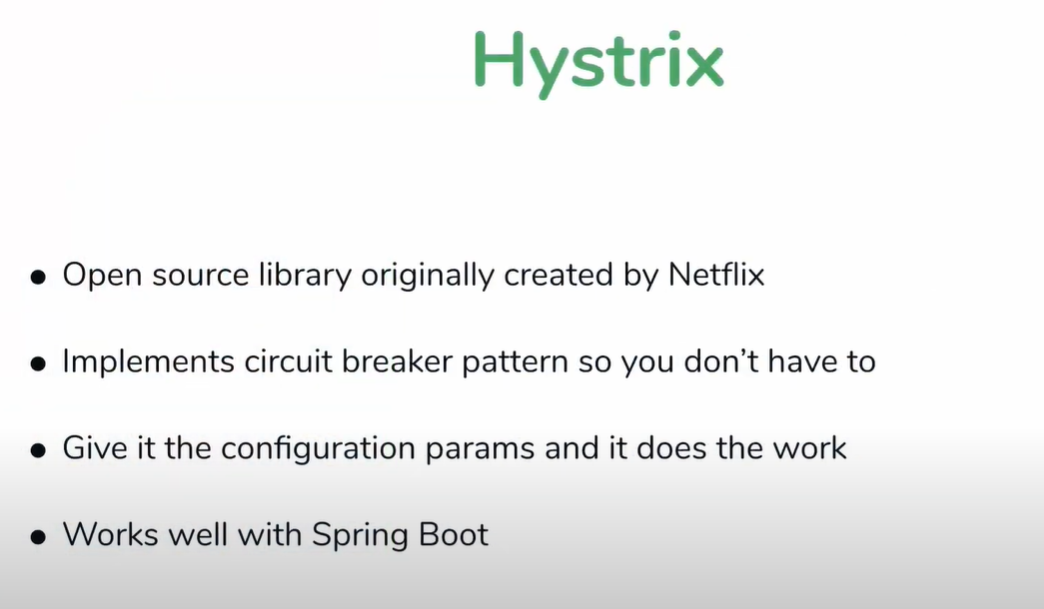 Hystrix
● Open source library originally created by Netflix
● Implements circuit breaker pattern so you don't have to
● Give it the configuration params and it does the work
● Works well with Spring Boot